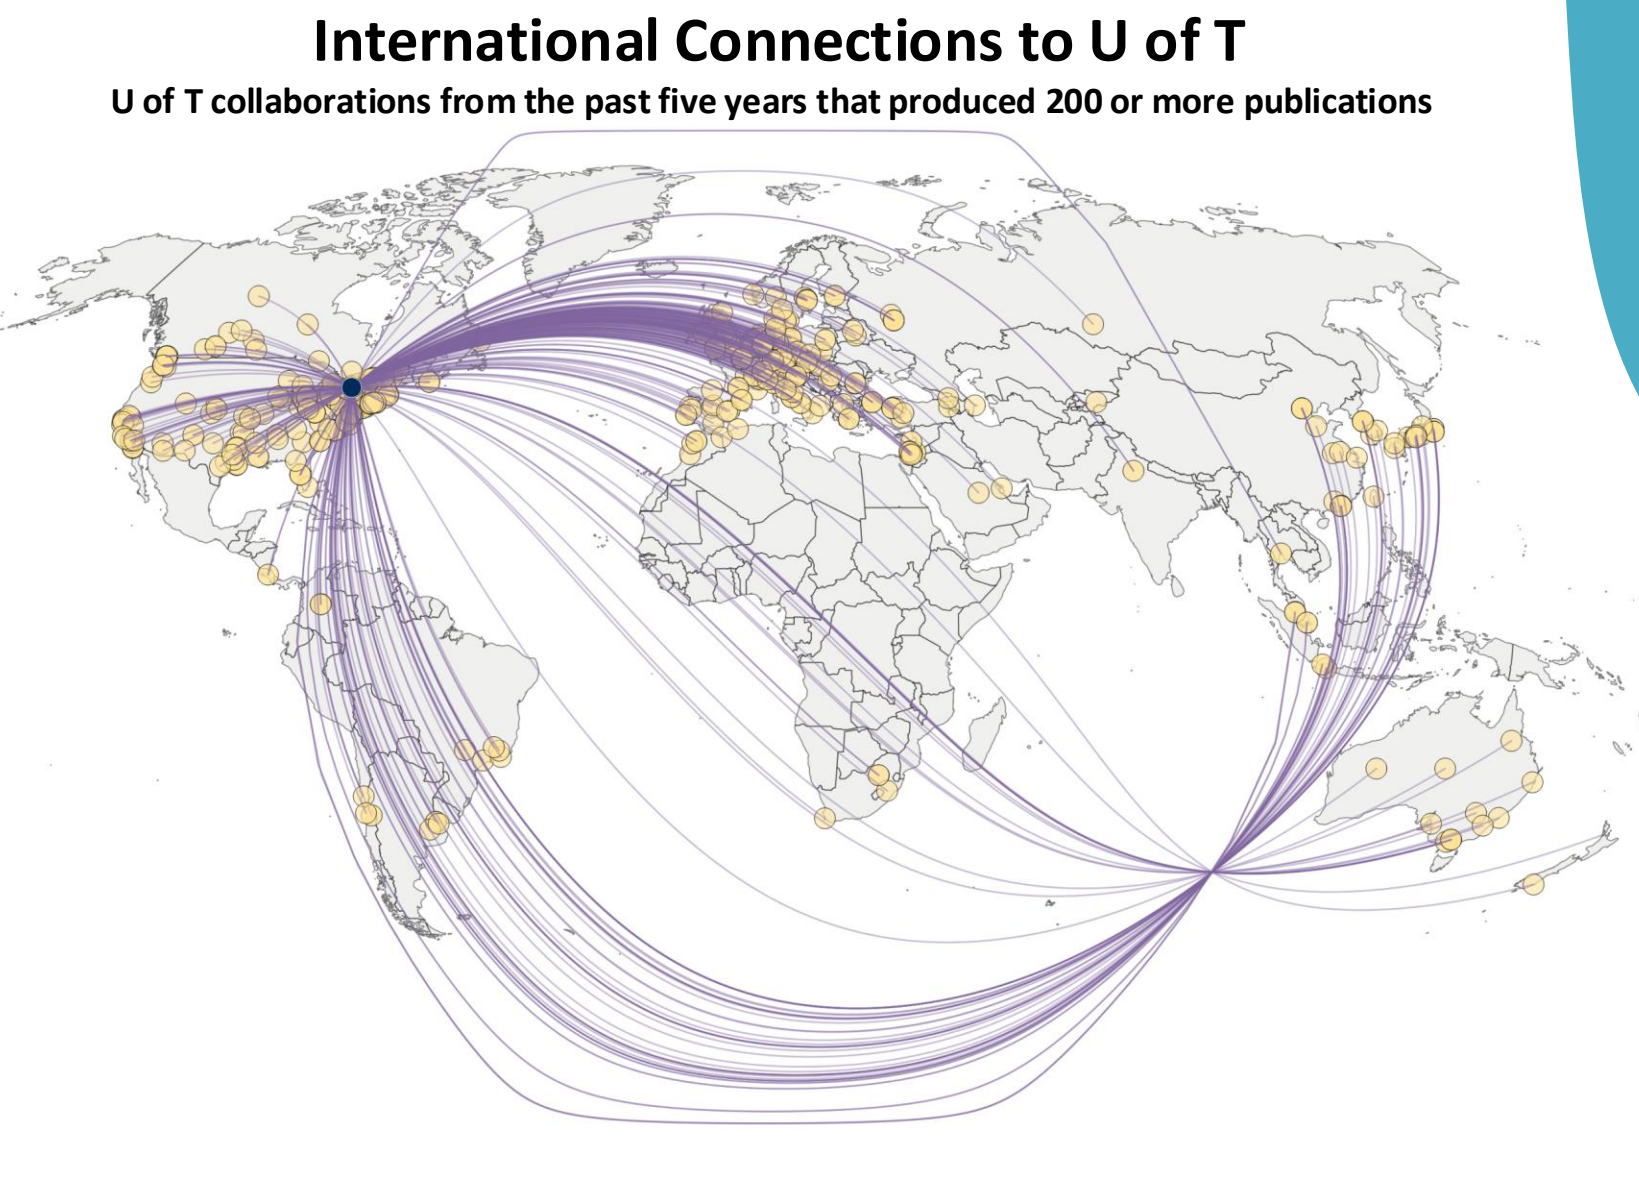 International Connections to U of T
U of T collaborations from the past five years that produced 200 or more publications